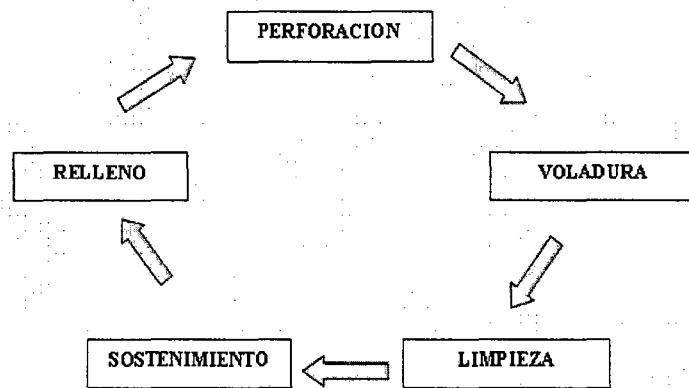 PERFORACION
RELLENO
VOLADURA
SOSTENIMIENTO
LIMPIEZA